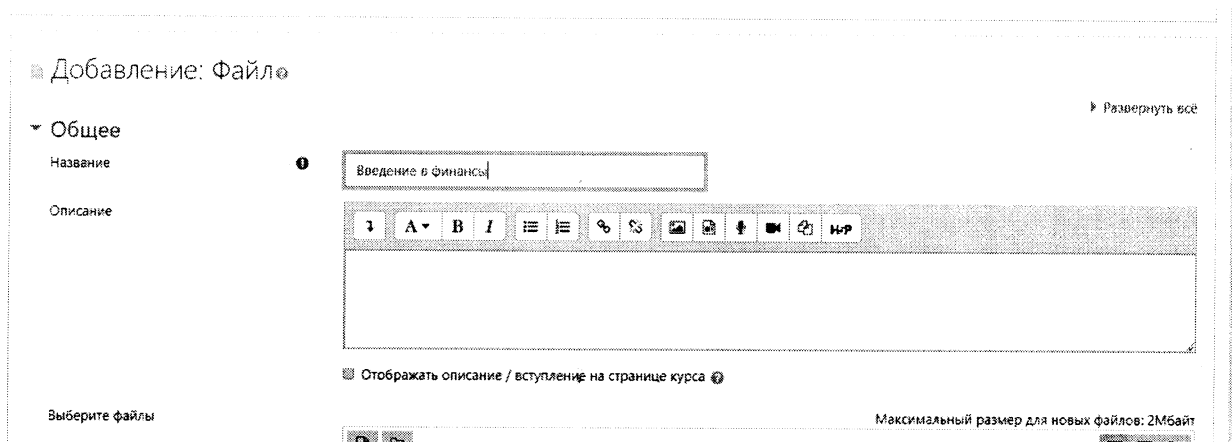 Добавление: Файл
Развернуть всё
Общее
Название
Введение в финансы
Описание
A B I H-P
Отображать описание / вступление на странице курса
Выберите файлы
Максимальный размер для новых файлов: 2Мбайт